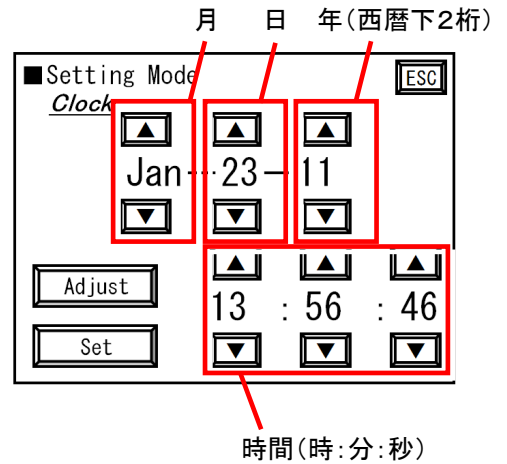 月 日 年(西暦下2桁)
■Setting Mode ESC
Clock
▲ ▲ ▲
Jan-23-11
▼ ▼ ▼
▲ ▲ ▲
Adjust 13 : 56 : 46
Set ▼ ▼ ▼
時間(時:分:秒)